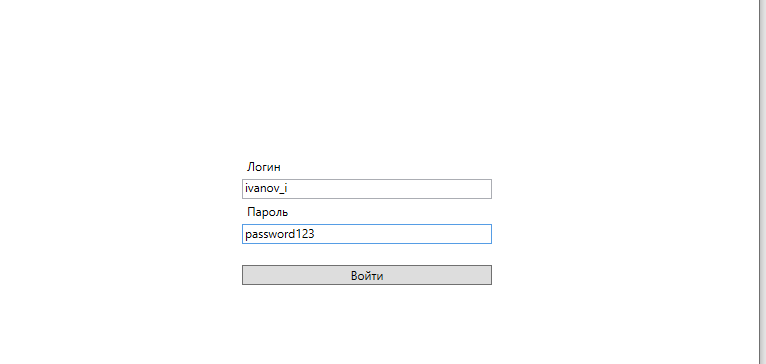 Логин
ivanov_i
Пароль
password123
Войти